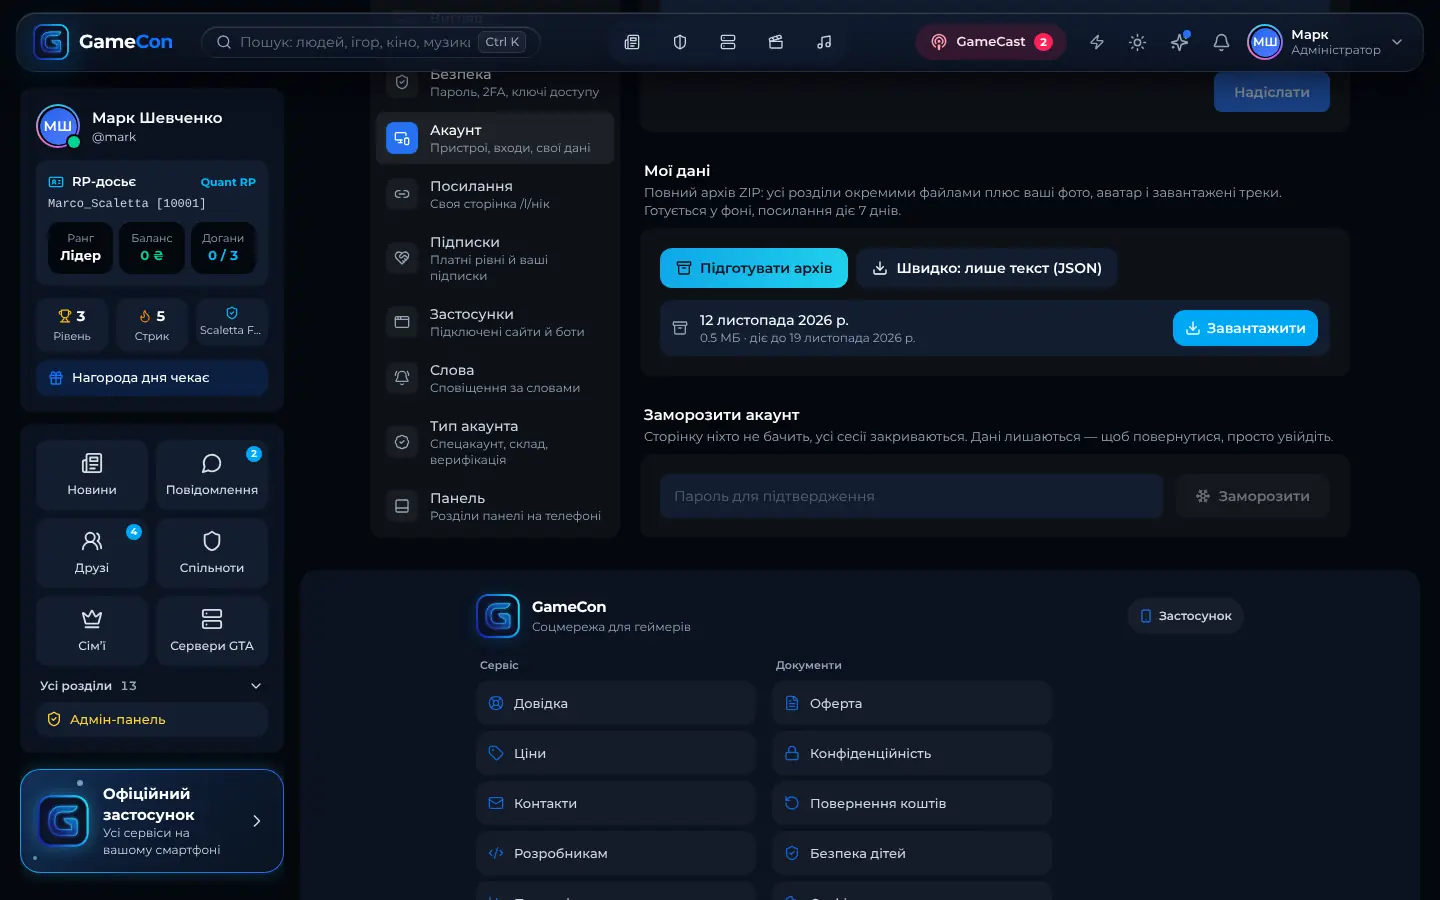 GameCon
Пошук: людей, ігор, кіно, музики
Ctrl K
GameCast 2
Марк
Адміністратор
Марк Шевченко
@mark
RP-досьє
Quant RP
Marco_Scaletta [10001]
Ранг
Лідер
Баланс
0 ₴
Догани
0 / 3
3
Рівень
5
Стрик
Scaletta F...
Нагорода дня чекає
Новини
Повідомлення
2
Друзі
4
Спільноти
Сім'ї
Сервери GTA
Усі розділи 13
Адмін-панель
Офіційний
застосунок
Усі сервіси на
вашому смартфоні
Безпека
Пароль, 2FA, ключі доступу
Акаунт
Пристрої, входи, свої дані
Посилання
Своя сторінка /l/нік
Підписки
Платні рівні й ваші
підписки
Застосунки
Підключені сайти й боти
Слова
Сповіщення за словами
Тип акаунта
Спецакаунт, склад,
верифікація
Панель
Розділи панелі на телефоні
Надіслати
Мої дані
Повний архів ZIP: усі розділи окремими файлами плюс ваші фото, аватар і завантажені треки.
Готується у фоні, посилання діє 7 днів.
Підготувати архів
Швидко: лише текст (JSON)
12 листопада 2026 р.
0.5 МБ · діє до 19 листопада 2026 р.
Завантажити
Заморозити акаунт
Сторінку ніхто не бачить, усі сесії закриваються. Дані лишаються — щоб повернутися, просто увійдіть.
Пароль для підтвердження
Заморозити
GameCon
Соцмережа для геймерів
Застосунок
Сервіс
Довідка
Ціни
Контакти
Розробникам
Документи
Оферта
Конфіденційність
Повернення коштів
Безпека дітей
МШ
МШ